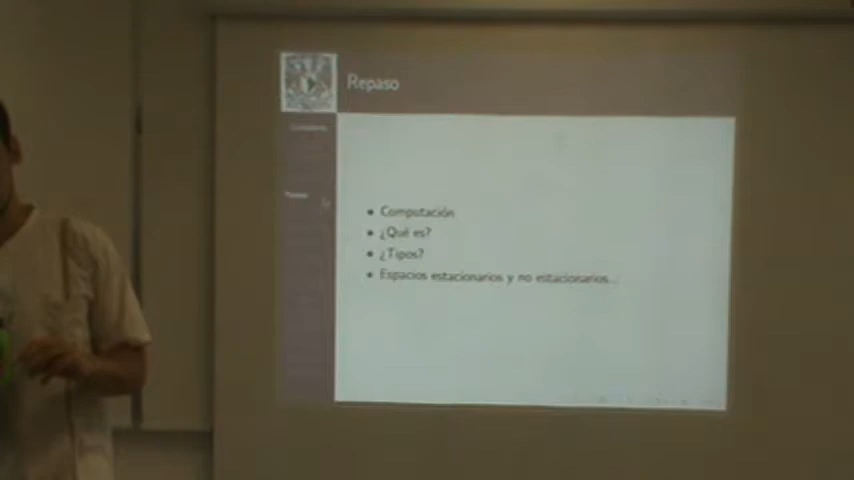 Repaso
• Computación
• ¿Qué es?
• ¿Tipos?
• Espacios estacionarios y no estacionarios...